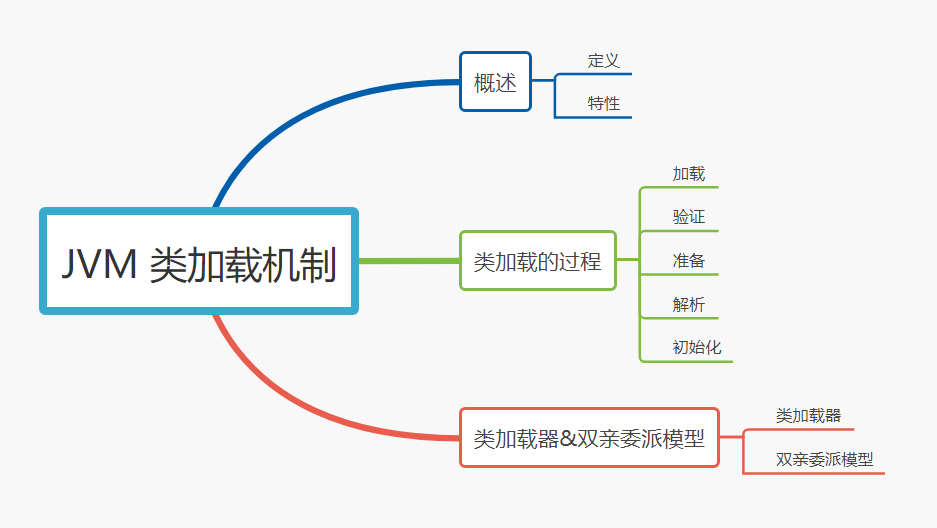 JVM 类加载机制
概述
定义
特性
类加载的过程
加载
验证
准备
解析
初始化
类加载器&双亲委派模型
类加载器
双亲委派模型